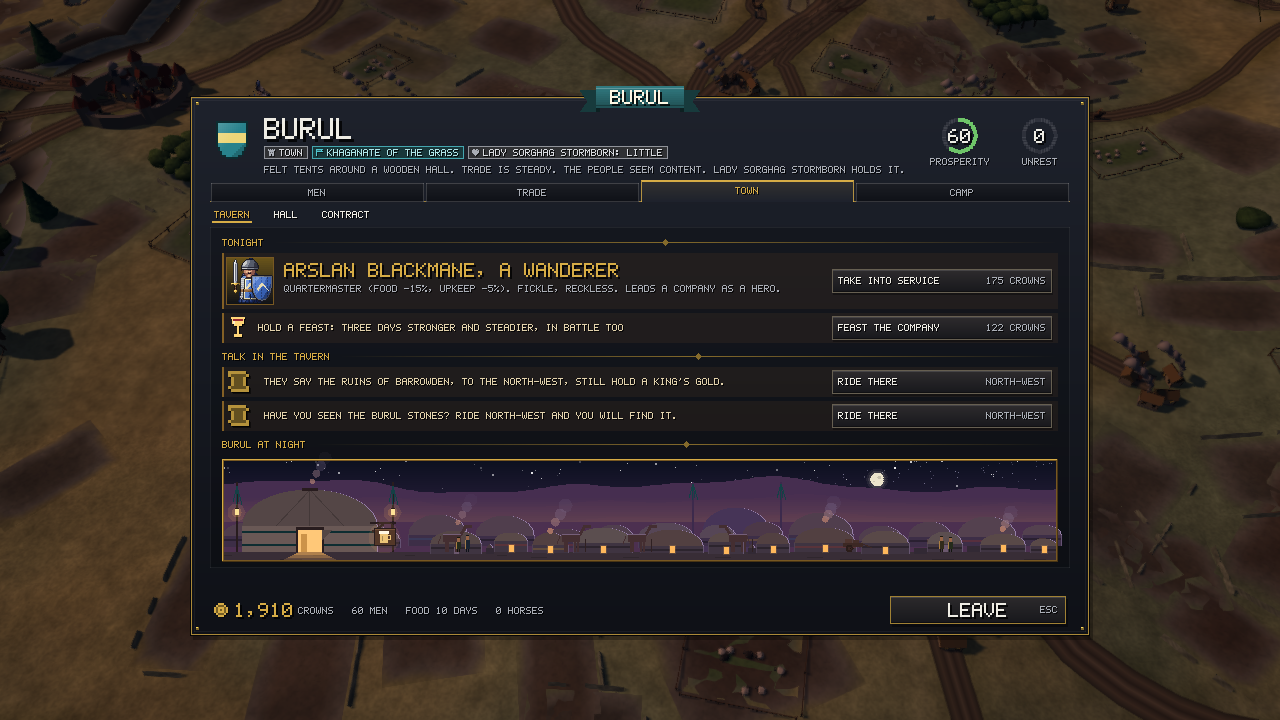 BURUL
BURUL
TOWN KHAGANATE OF THE GRASS LADY SORGHAG STORMBORN: LITTLE
FELT TENTS AROUND A WOODEN HALL. TRADE IS STEADY. THE PEOPLE SEEM CONTENT. LADY SORGHAG STORMBORN HOLDS IT.
60 0
PROSPERITY UNREST
MEN TRADE TOWN CAMP
TAVERN HALL CONTRACT
TONIGHT
ARSLAN BLACKMANE, A WANDERER
QUARTERMASTER (FOOD -15%, UPKEEP -5%). FICKLE, RECKLESS. LEADS A COMPANY AS A HERO.
TAKE INTO SERVICE 175 CROWNS
HOLD A FEAST: THREE DAYS STRONGER AND STEADIER, IN BATTLE TOO
FEAST THE COMPANY 122 CROWNS
TALK IN THE TAVERN
THEY SAY THE RUINS OF BARROWDEN, TO THE NORTH-WEST, STILL HOLD A KING'S GOLD.
RIDE THERE NORTH-WEST
HAVE YOU SEEN THE BURUL STONES? RIDE NORTH-WEST AND YOU WILL FIND IT.
RIDE THERE NORTH-WEST
BURUL AT NIGHT
1,910 CROWNS 60 MEN FOOD 10 DAYS 0 HORSES
LEAVE ESC